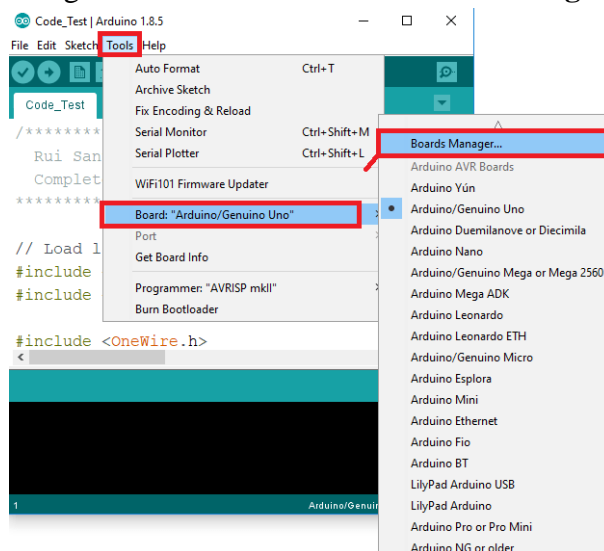 Code_Test | Arduino 1.8.5
File Edit Sketch Tools Help
Code_Test
/********
Rui San
Complet
*********
// Load l
#include
#include
#include <OneWire.h>
1
Arduino/Genuin
Auto Format Ctrl+T
Archive Sketch
Fix Encoding & Reload
Serial Monitor Ctrl+Shift+M
Serial Plotter Ctrl+Shift+L
WiFi101 Firmware Updater
Board: "Arduino/Genuino Uno"
Port
Get Board Info
Programmer: "AVRISP mkII"
Burn Bootloader
Boards Manager...
Arduino AVR Boards
Arduino Yún
Arduino/Genuino Uno
Arduino Duemilanove or Diecimila
Arduino Nano
Arduino/Genuino Mega or Mega 2560
Arduino Mega ADK
Arduino Leonardo
Arduino Leonardo ETH
Arduino/Genuino Micro
Arduino Esplora
Arduino Mini
Arduino Ethernet
Arduino Fio
Arduino BT
LilyPad Arduino USB
LilyPad Arduino
Arduino Pro or Pro Mini
Arduino NG or older